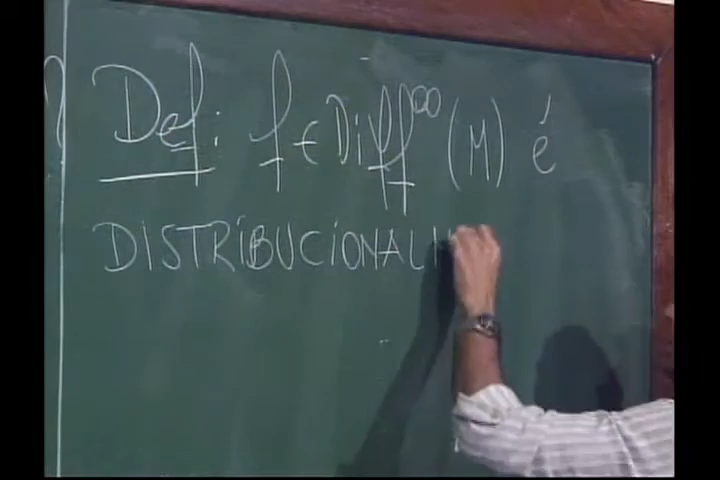 Def: f ∈ Diff^∞ (M) é
DISTRIBUCIONAL